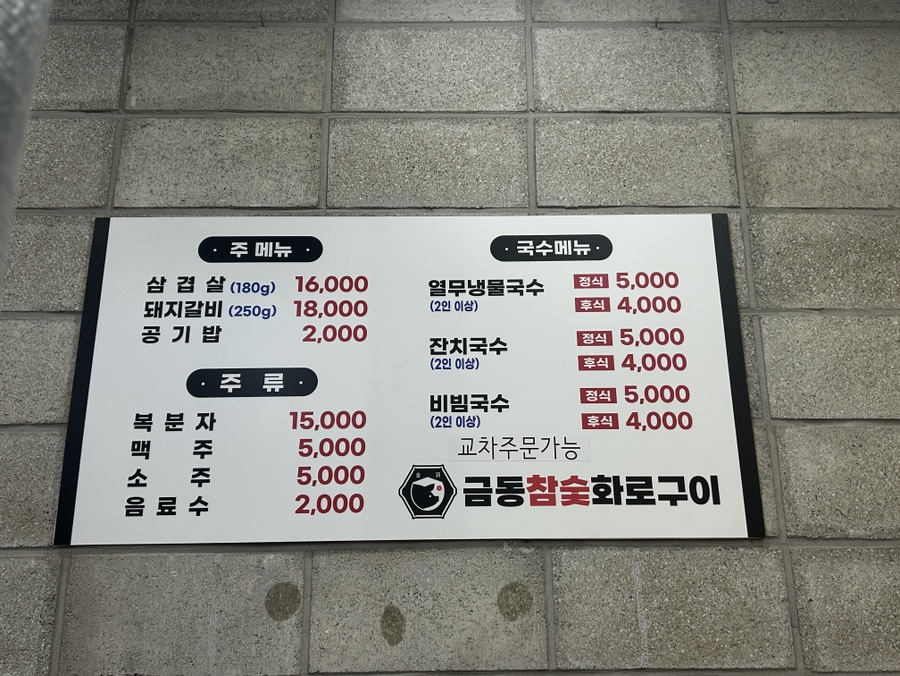 주 메뉴
삼겹살 (180g) 16,000
돼지갈비 (250g) 18,000
공기밥 2,000
주 류
복분자 15,000
맥 주 5,000
소 주 5,000
음료수 2,000
국수메뉴
열무냉물국수 정식 5,000
(2인 이상) 후식 4,000
잔치국수 정식 5,000
(2인 이상) 후식 4,000
비빔국수 정식 5,000
(2인 이상) 후식 4,000
교차주문가능
금동참숯화로구이